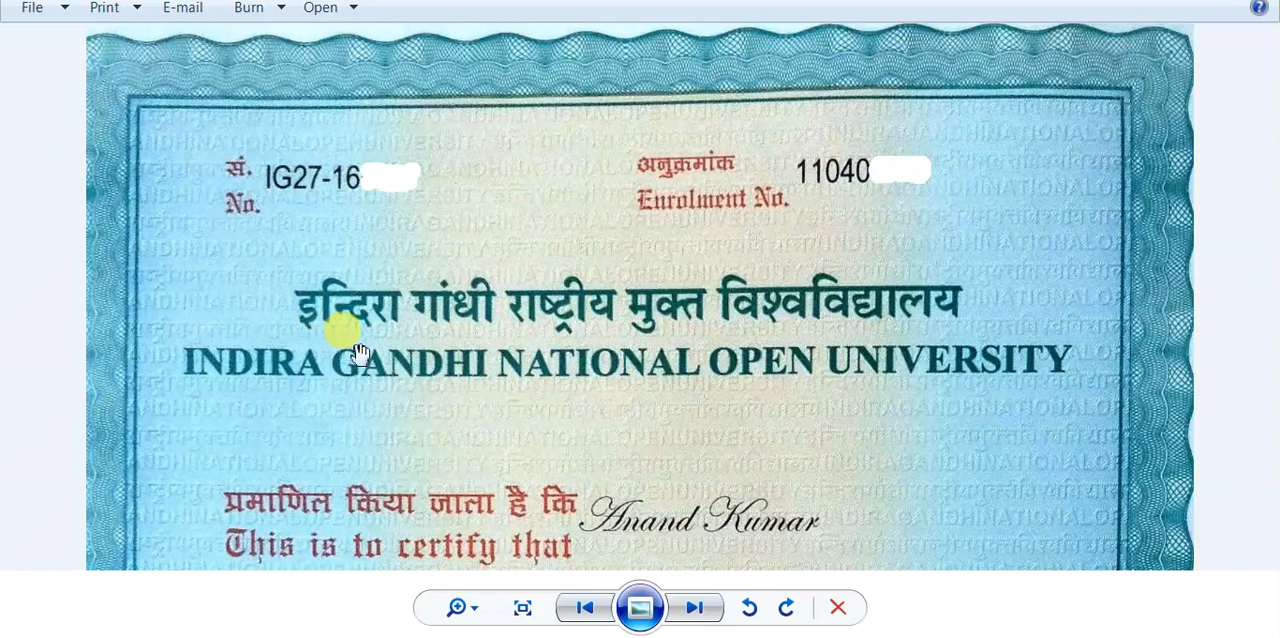 File Print E-mail Burn Open
सं. IG27-16
No.
अनुक्रमांक 11040
Enrolment No.
इन्दिरा गांधी राष्ट्रीय मुक्त विश्वविद्यालय
INDIRA GANDHI NATIONAL OPEN UNIVERSITY
प्रमाणित किया जाता है कि Anand Kumar
This is to certify that